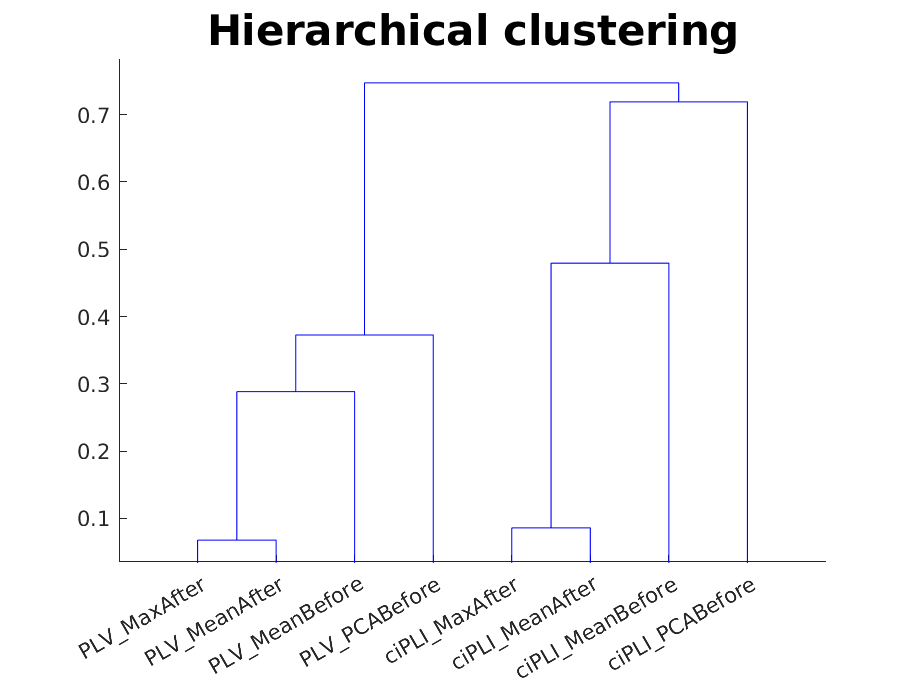 Hierarchical clustering
0.7
0.6
0.5
0.4
0.3
0.2
0.1
PLV_MaxAfter
PLV_MeanAfter
PLV_MeanBefore
PLV_PCABefore
ciPLI_MaxAfter
ciPLI_MeanAfter
ciPLI_MeanBefore
ciPLI_PCABefore